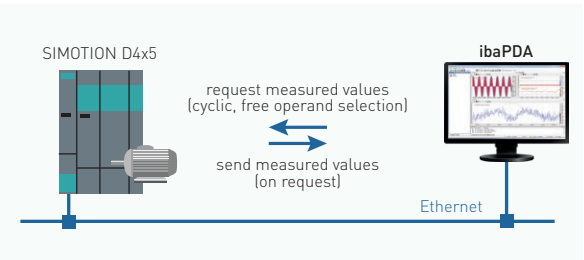 SIMOTION D4x5
ibaPDA
request measured values
(cyclic, free operand selection)
send measured values
(on request)
Ethernet